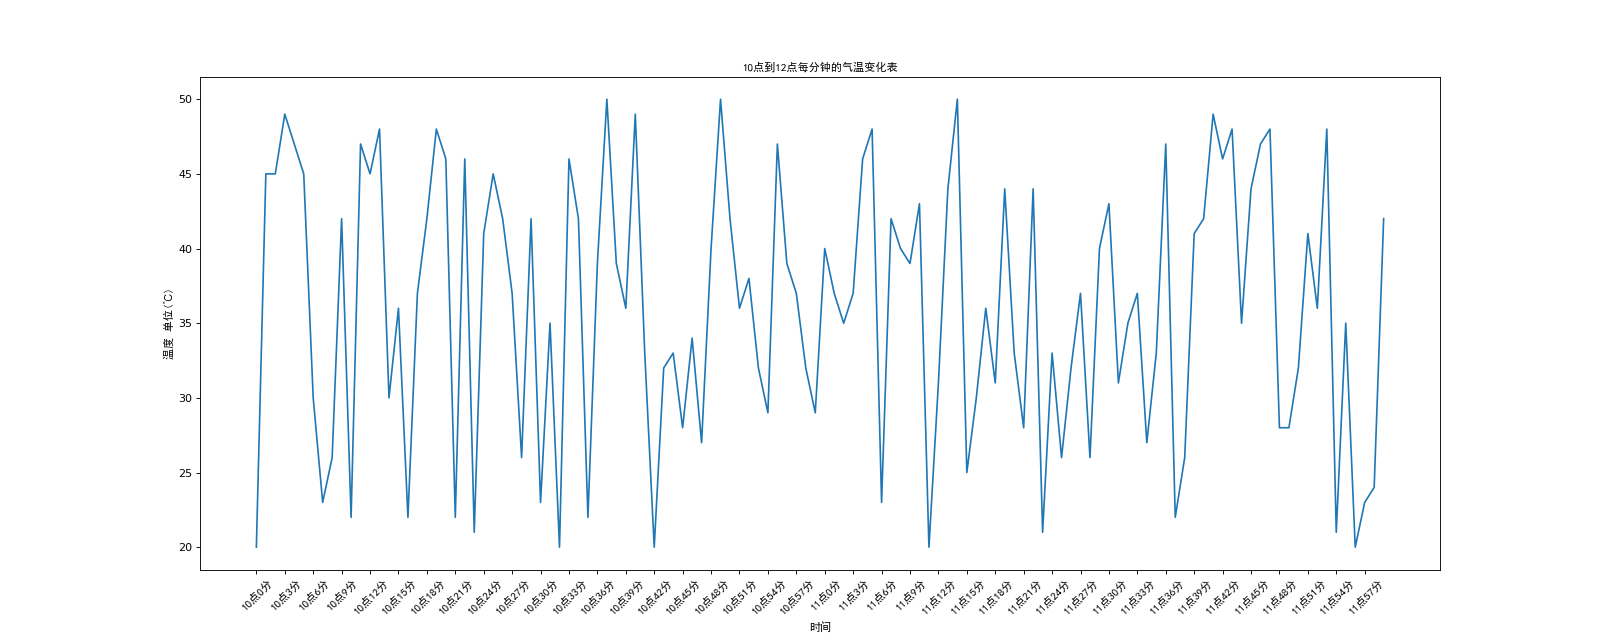 10点到12点每分钟的气温变化表
50
45
40
35
30
25
20
温度 单位(℃)
10点0分
10点3分
10点6分
10点9分
10点12分
10点15分
10点18分
10点21分
10点24分
10点27分
10点30分
10点33分
10点36分
10点39分
10点42分
10点45分
10点48分
10点51分
10点54分
10点57分
11点0分
11点3分
11点6分
11点9分
11点12分
11点15分
11点18分
11点21分
11点24分
11点27分
11点30分
11点33分
11点36分
11点39分
11点42分
11点45分
11点48分
11点51分
11点54分
11点57分
时间